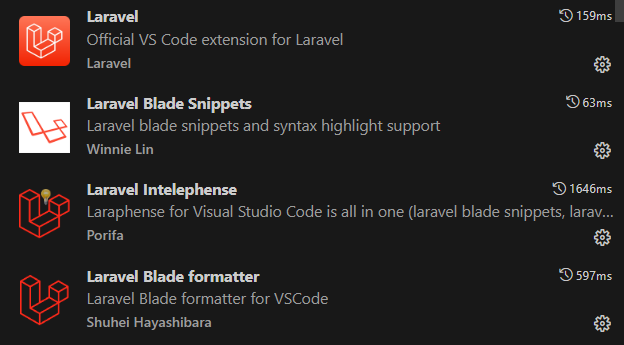 Laravel 159ms
Official VS Code extension for Laravel
Laravel
Laravel Blade Snippets 63ms
Laravel blade snippets and syntax highlight support
Winnie Lin
Laravel Intelephense 1646ms
Laraphense for Visual Studio Code is all in one (laravel blade snippets, larav...
Porifa
Laravel Blade formatter 597ms
Laravel Blade formatter for VSCode
Shuhei Hayashibara